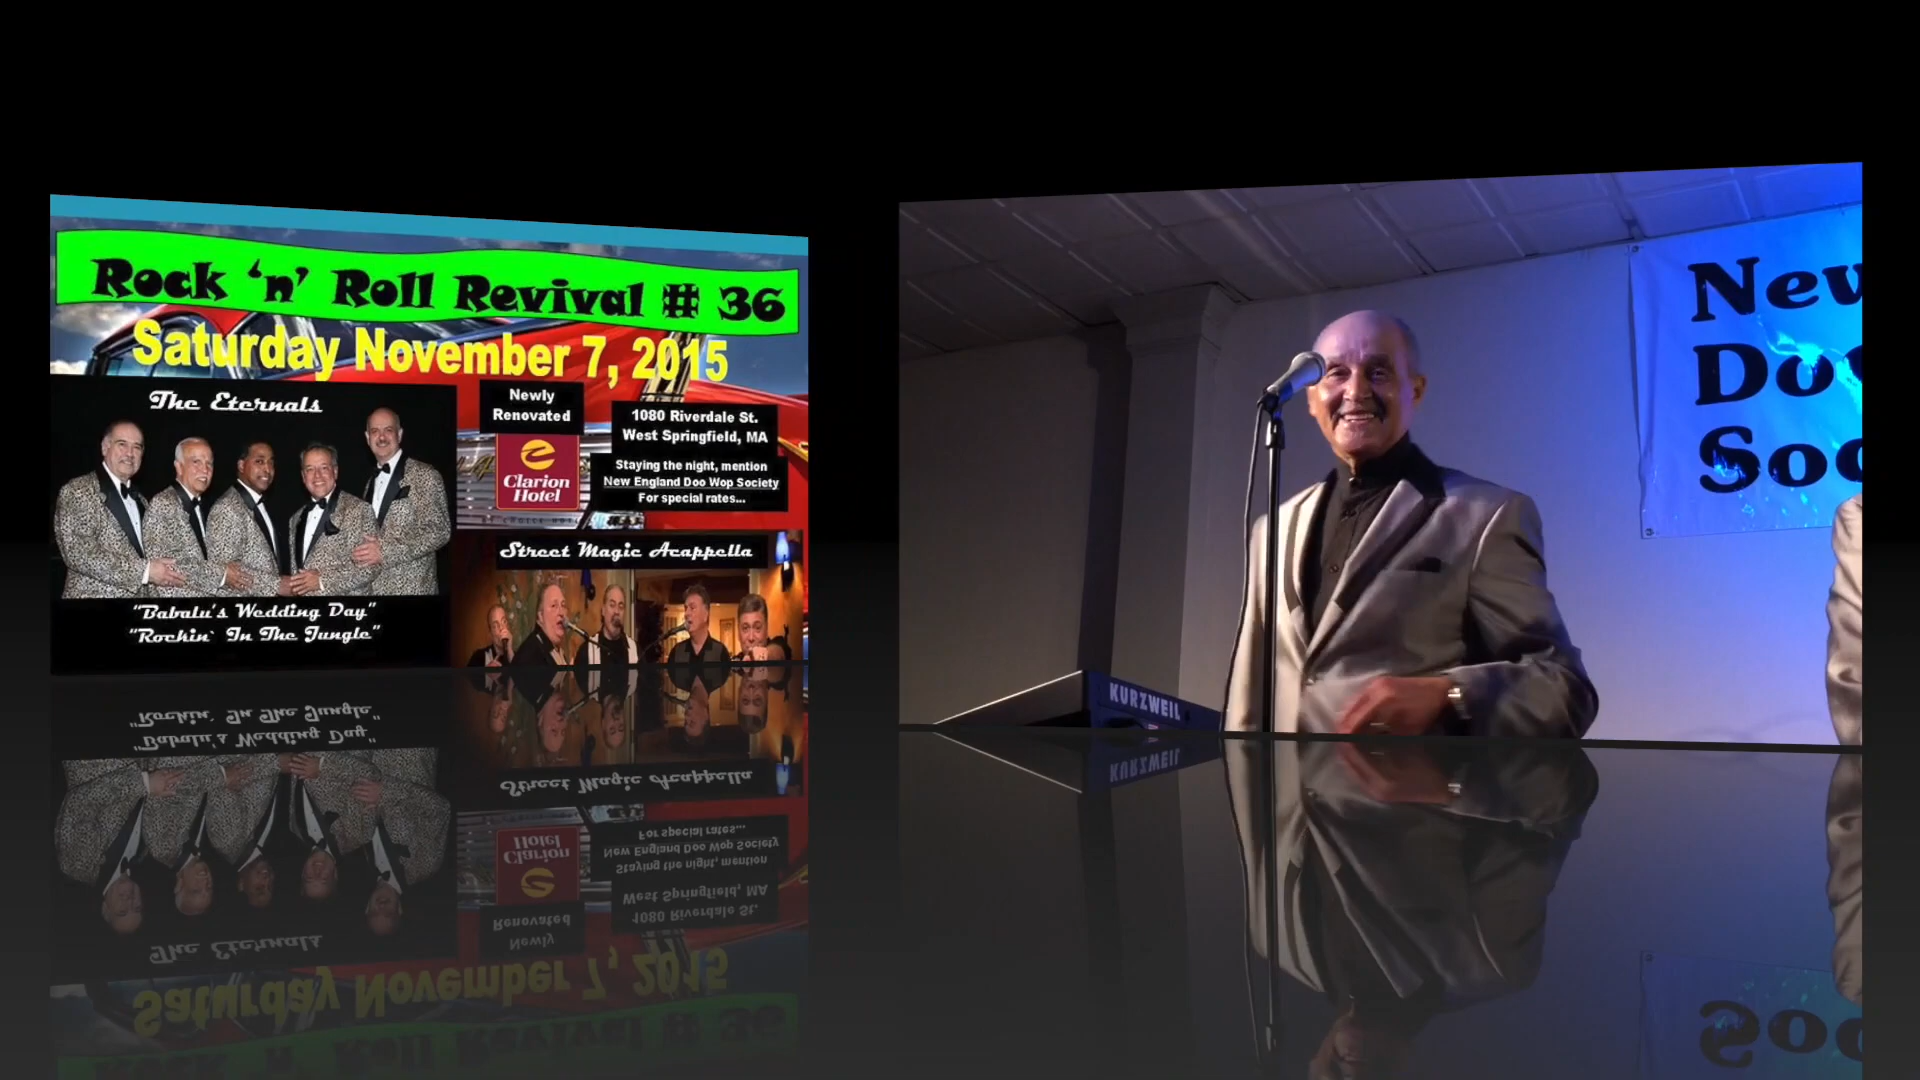 Rock 'n' Roll Revival # 36
Saturday November 7, 2015
The Eternals
"Babalu's Wedding Day"
"Rockin` In The Jungle"
Newly
Renovated
Clarion
Hotel
1080 Riverdale St.
West Springfield, MA
Staying the night, mention
New England Doo Wop Society
For special rates...
Street Magic Acappella
New
Doo
Soc
KURZWEIL